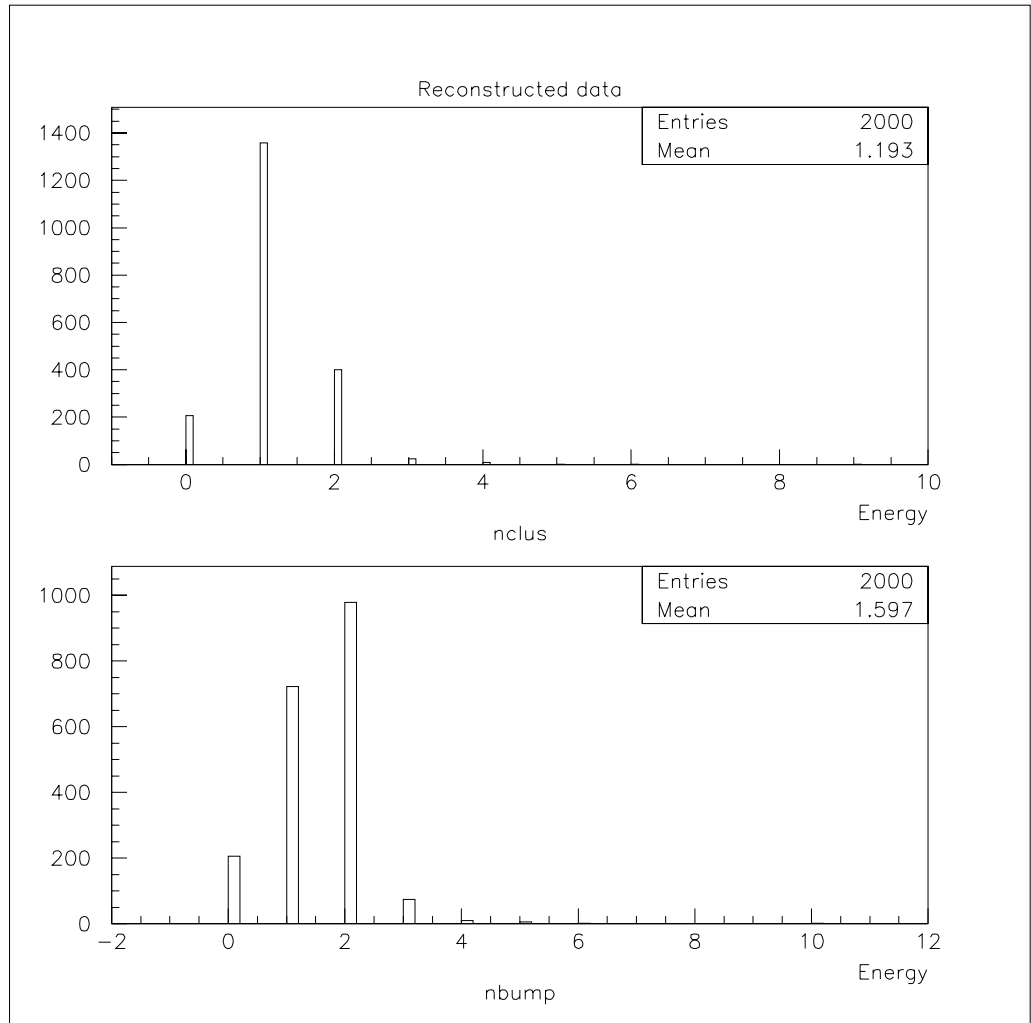 Reconstructed data
Entries 2000
Mean 1.193
1400
1200
1000
800
600
400
200
0
0 2 4 6 8 10
Energy
nclus
Entries 2000
Mean 1.597
1000
800
600
400
200
0
−2 0 2 4 6 8 10 12
Energy
nbump